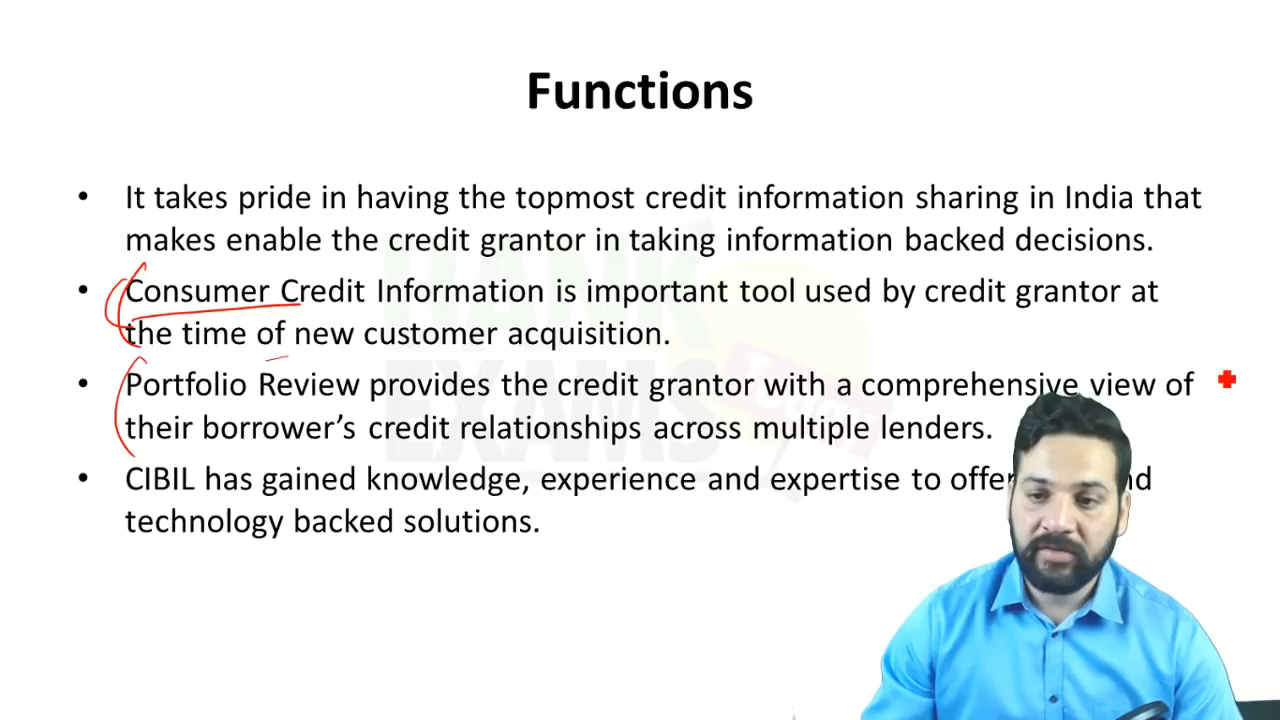 Functions
• It takes pride in having the topmost credit information sharing in India that
makes enable the credit grantor in taking information backed decisions.
• Consumer Credit Information is important tool used by credit grantor at
the time of new customer acquisition.
• Portfolio Review provides the credit grantor with a comprehensive view of
their borrower's credit relationships across multiple lenders.
• CIBIL has gained knowledge, experience and expertise to offer
technology backed solutions.
BANK
EXAMS